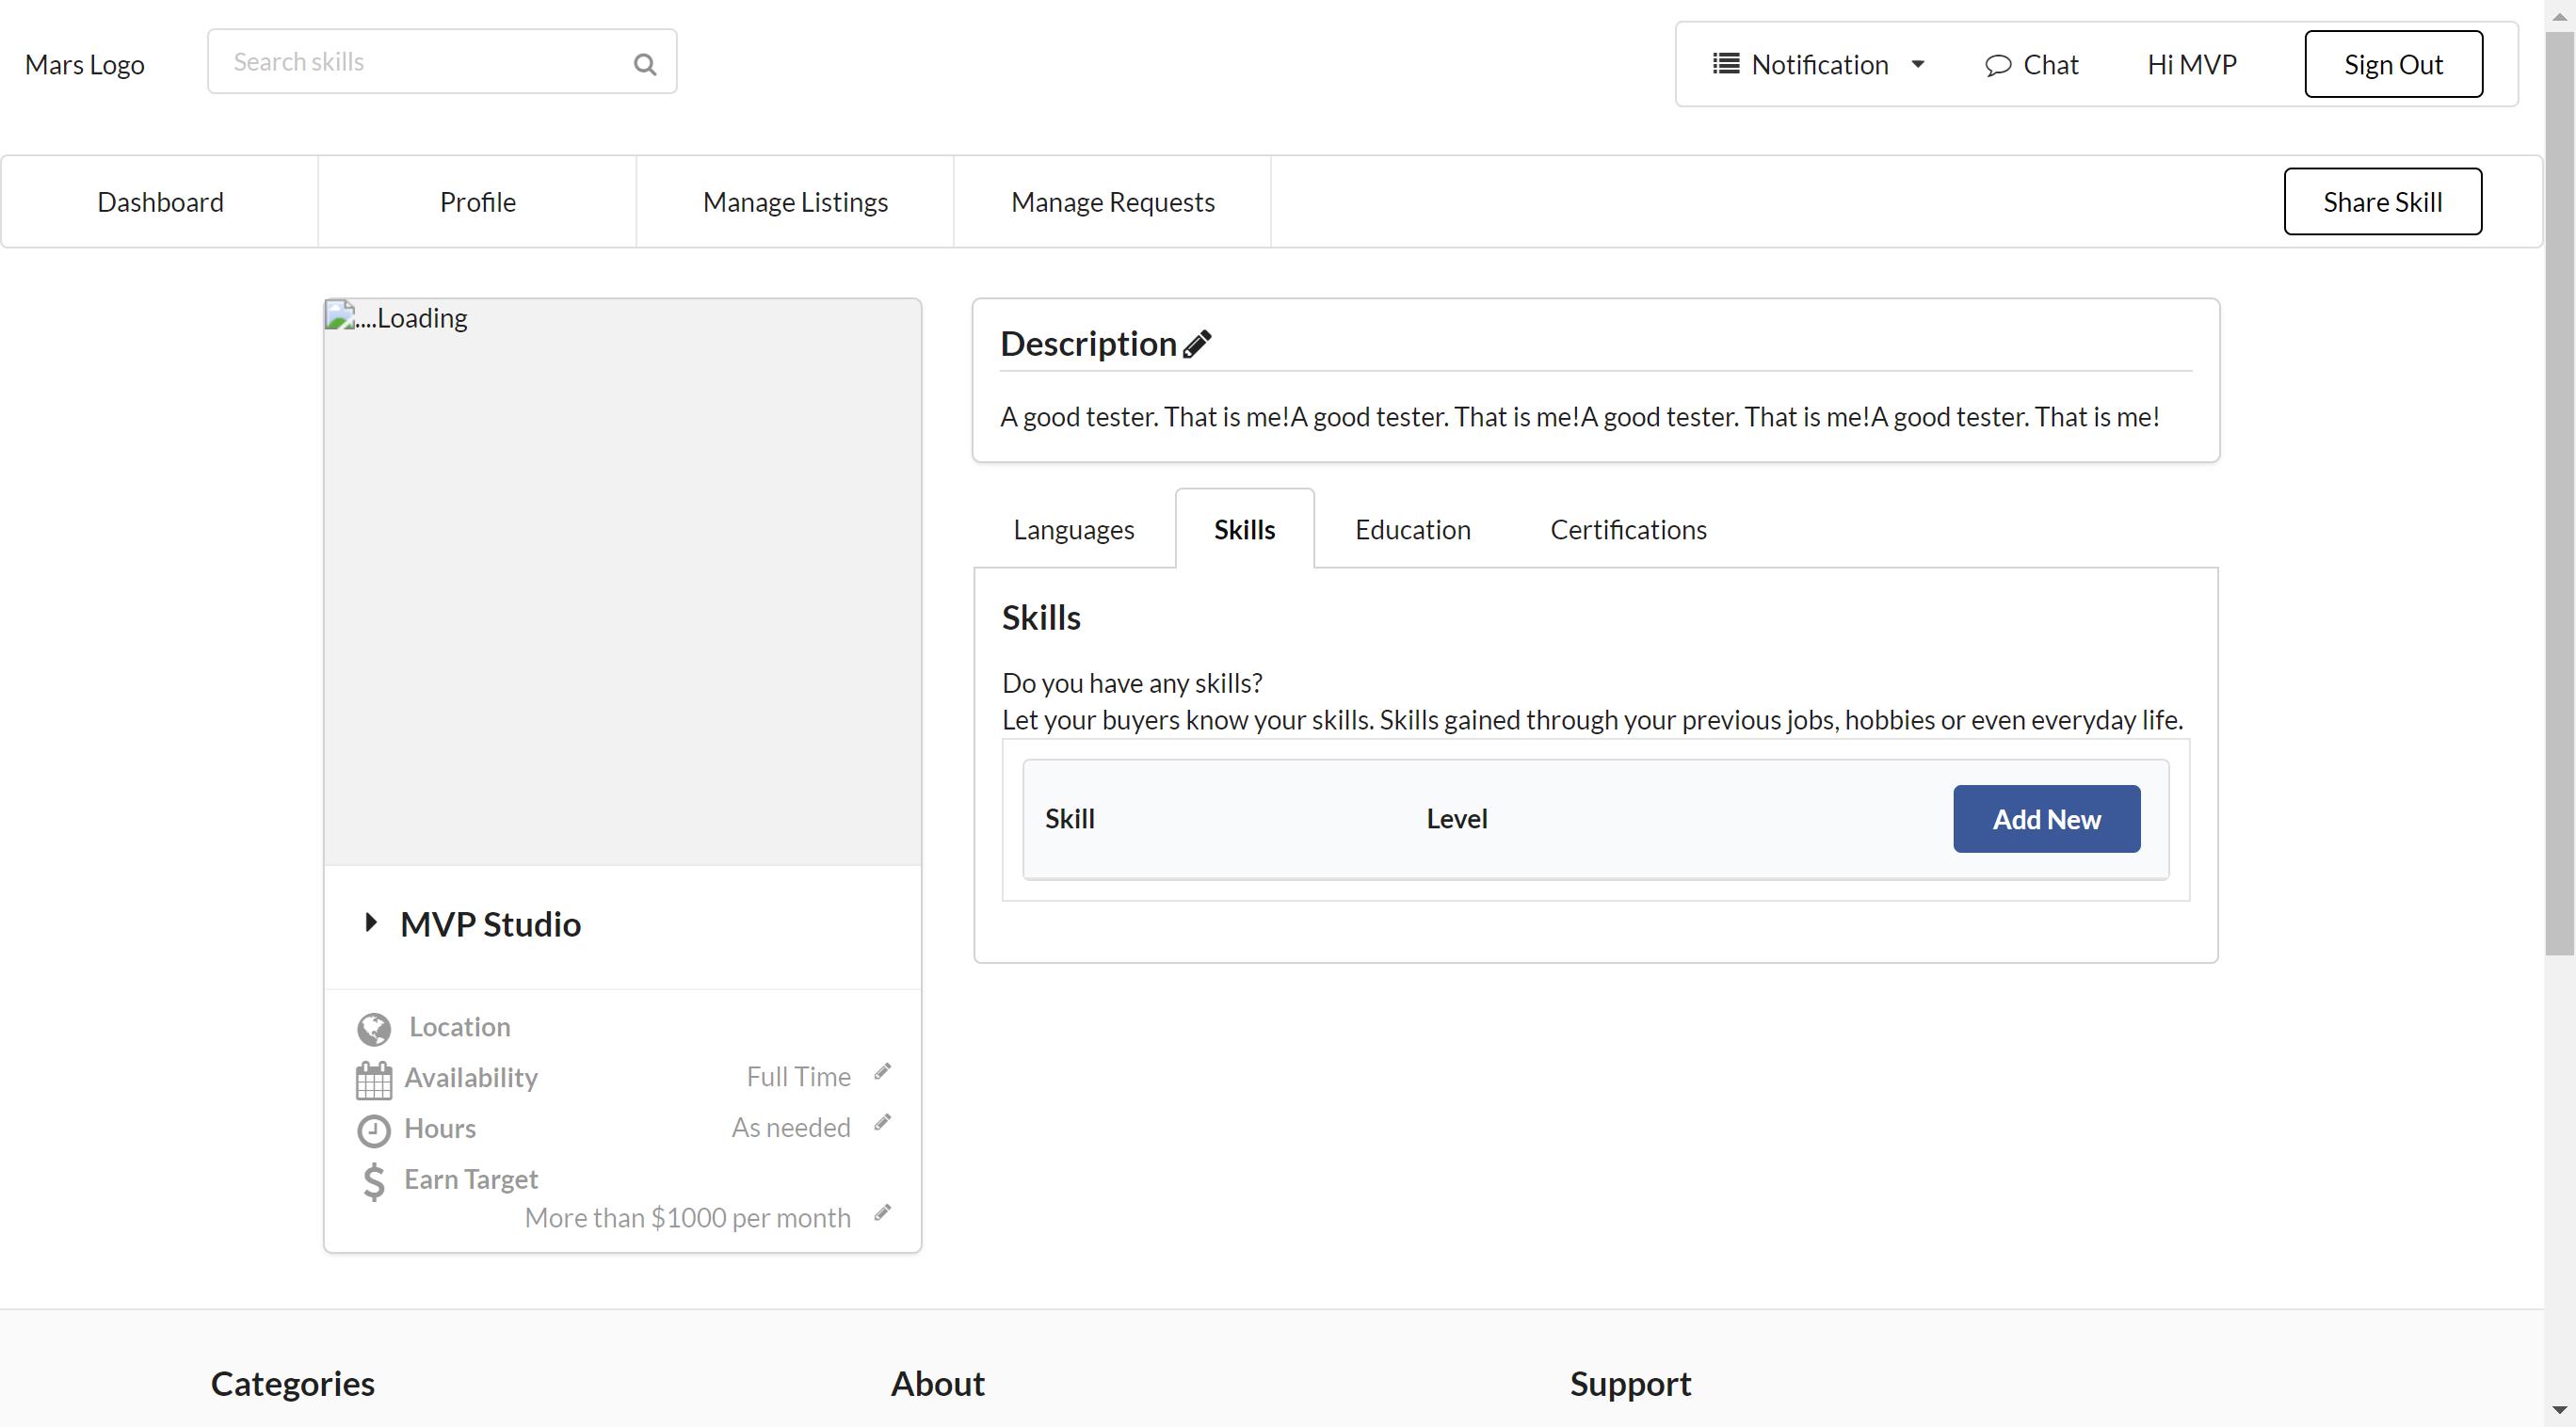 Mars Logo
Search skills
Notification
Chat
Hi MVP
Sign Out
Dashboard
Profile
Manage Listings
Manage Requests
Share Skill
....Loading
MVP Studio
Location
Availability
Full Time
Hours
As needed
Earn Target
More than $1000 per month
Description
A good tester. That is me!A good tester. That is me!A good tester. That is me!A good tester. That is me!
Languages
Skills
Education
Certifications
Skills
Do you have any skills?
Let your buyers know your skills. Skills gained through your previous jobs, hobbies or even everyday life.
Skill
Level
Add New
Categories
About
Support